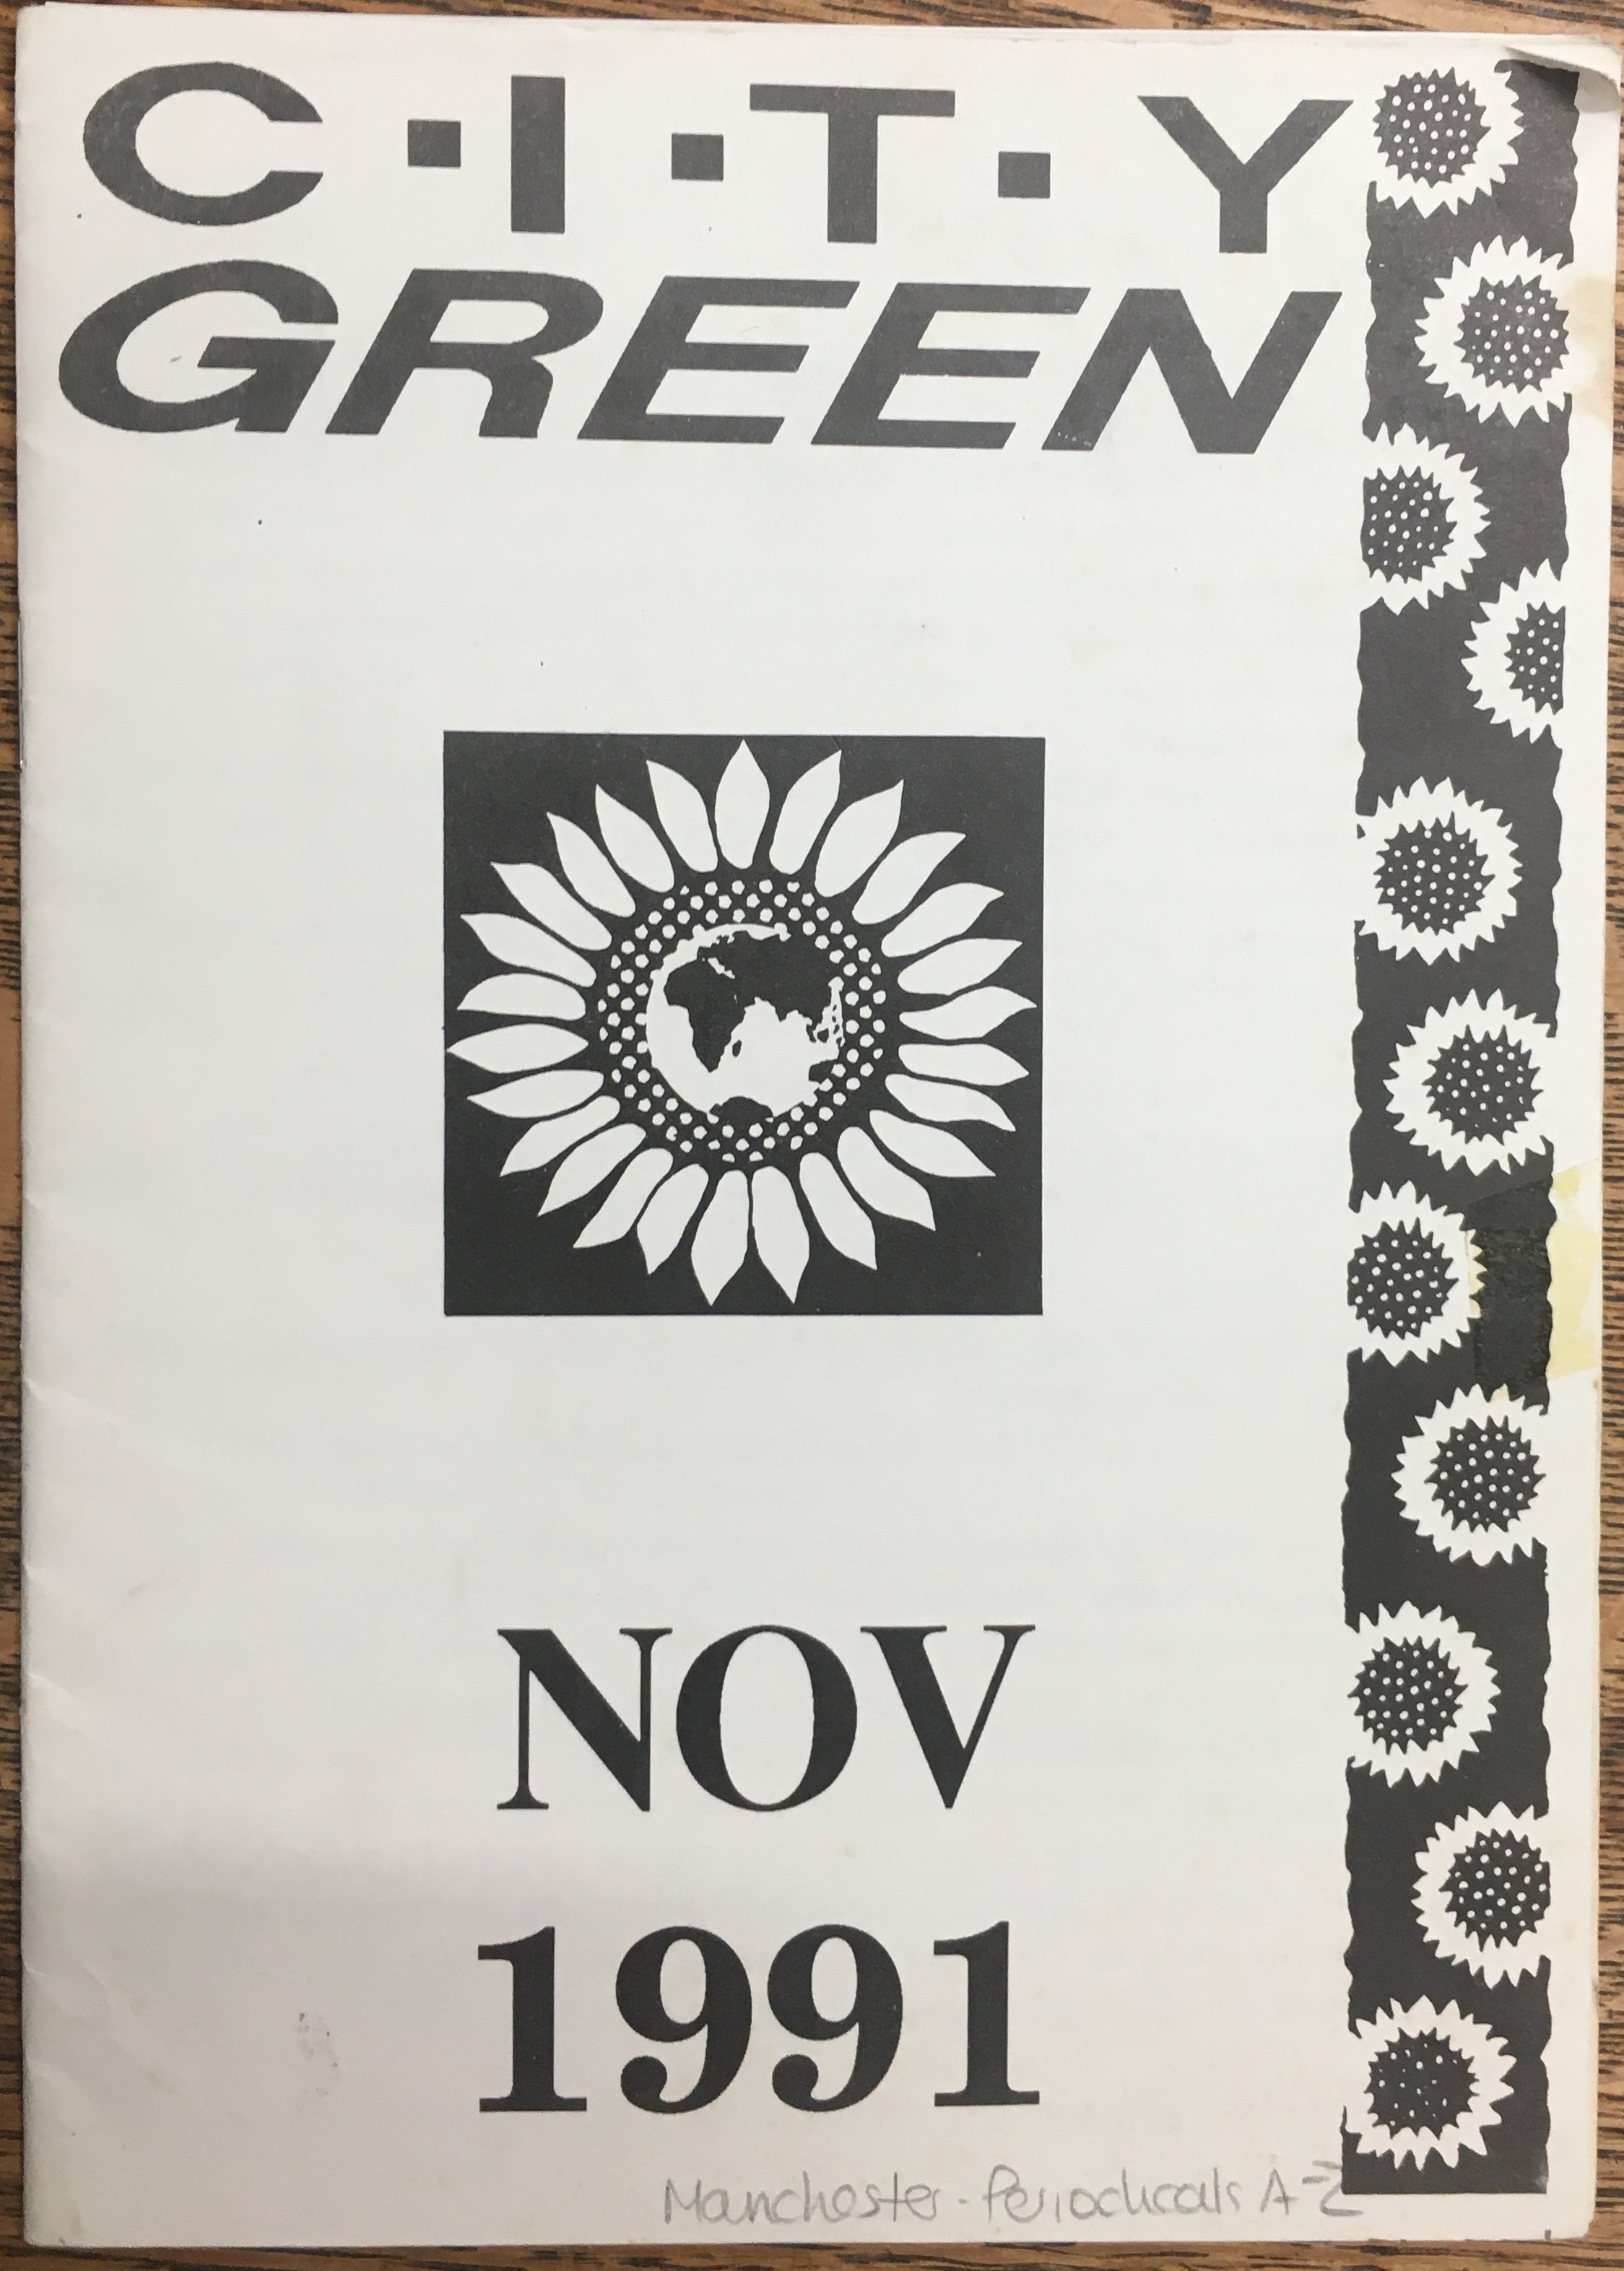 C·I·T·Y
GREEN
NOV
1991
Manchester - Periodicals A-Z